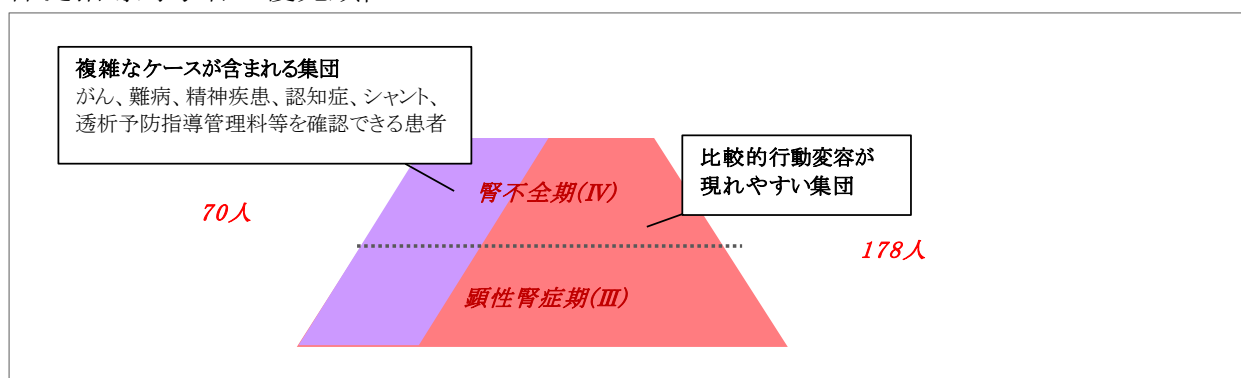 複雑なケースが含まれる集団
がん、難病、精神疾患、認知症、シャント、
透析予防指導管理料等を確認できる患者
比較的行動変容が
現れやすい集団
腎不全期(Ⅳ)
70人
178人
顕性腎症期(Ⅲ)